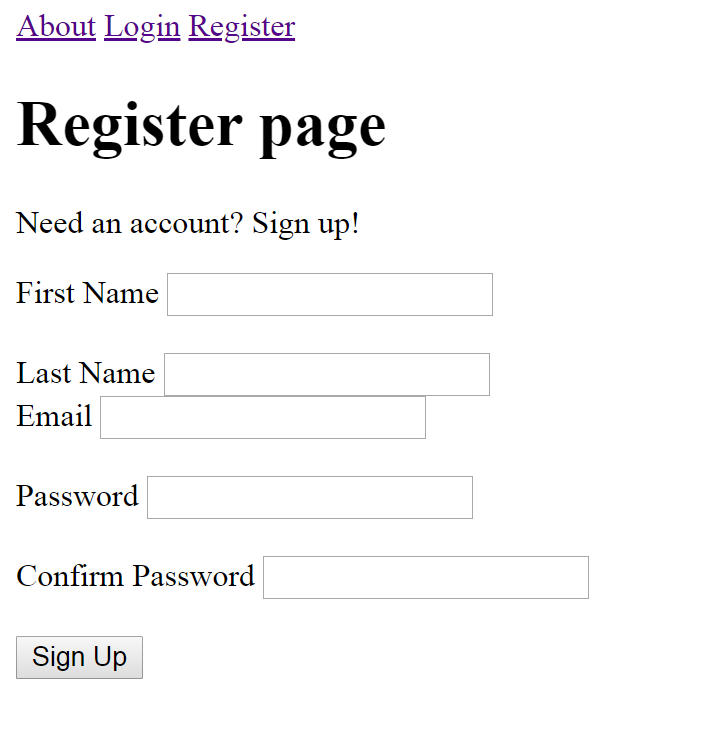 About Login Register
Register page
Need an account? Sign up!
First Name
Last Name
Email
Password
Confirm Password
Sign Up